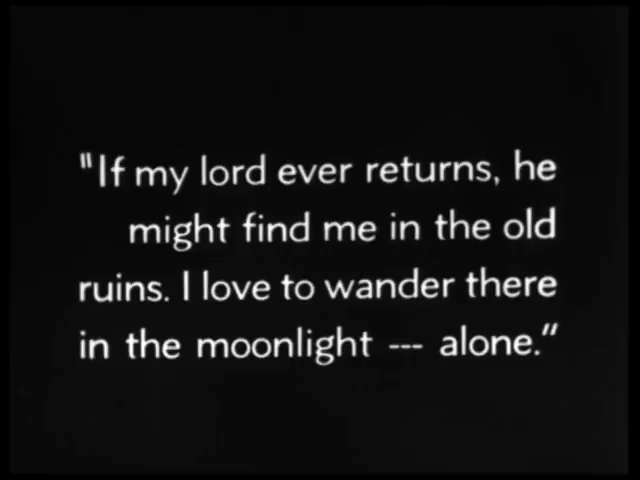 "If my lord ever returns, he
might find me in the old
ruins. I love to wander there
in the moonlight --- alone."